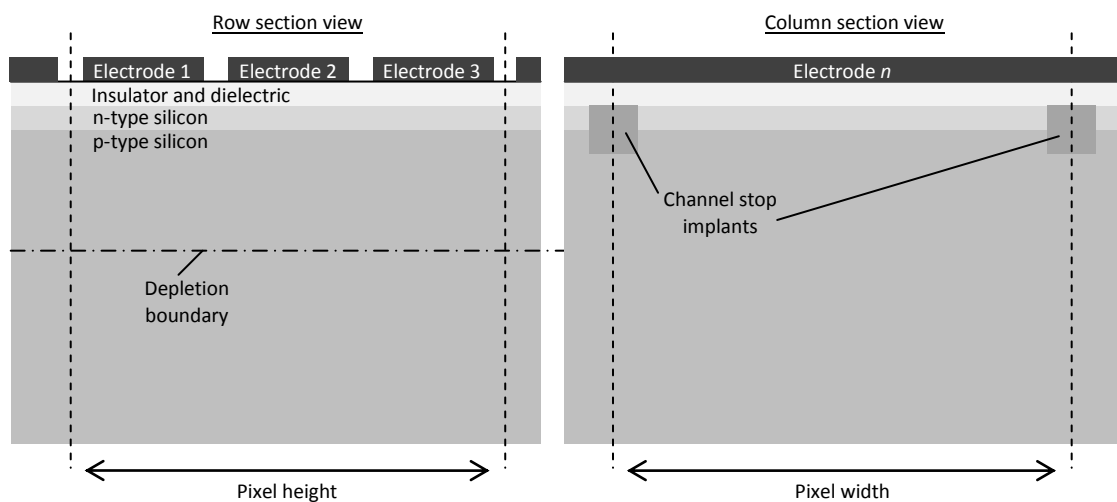 Row section view
Electrode 1
Electrode 2
Electrode 3
Insulator and dielectric
n-type silicon
p-type silicon
Depletion
boundary
Pixel height
Column section view
Electrode n
Channel stop
implants
Pixel width